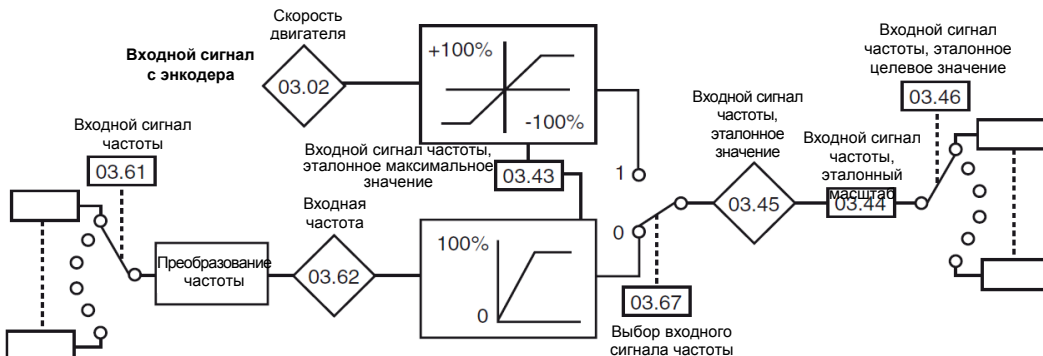 Скорость
двигателя
Входной сигнал
с энкодера
03.02
+100%
-100%
Входной сигнал
частоты, эталонное
целевое значение
03.46
Входной сигнал
частоты
03.61
Входной сигнал частоты,
эталонное максимальное
значение
03.43
Входной сигнал
частоты,
эталонное
значение
03.45
Входной сигнал
частоты,
эталонный
масштаб
03.44
1
0
Преобразование
частоты
Входная
частота
03.62
100%
0
03.67
Выбор входного
сигнала частоты